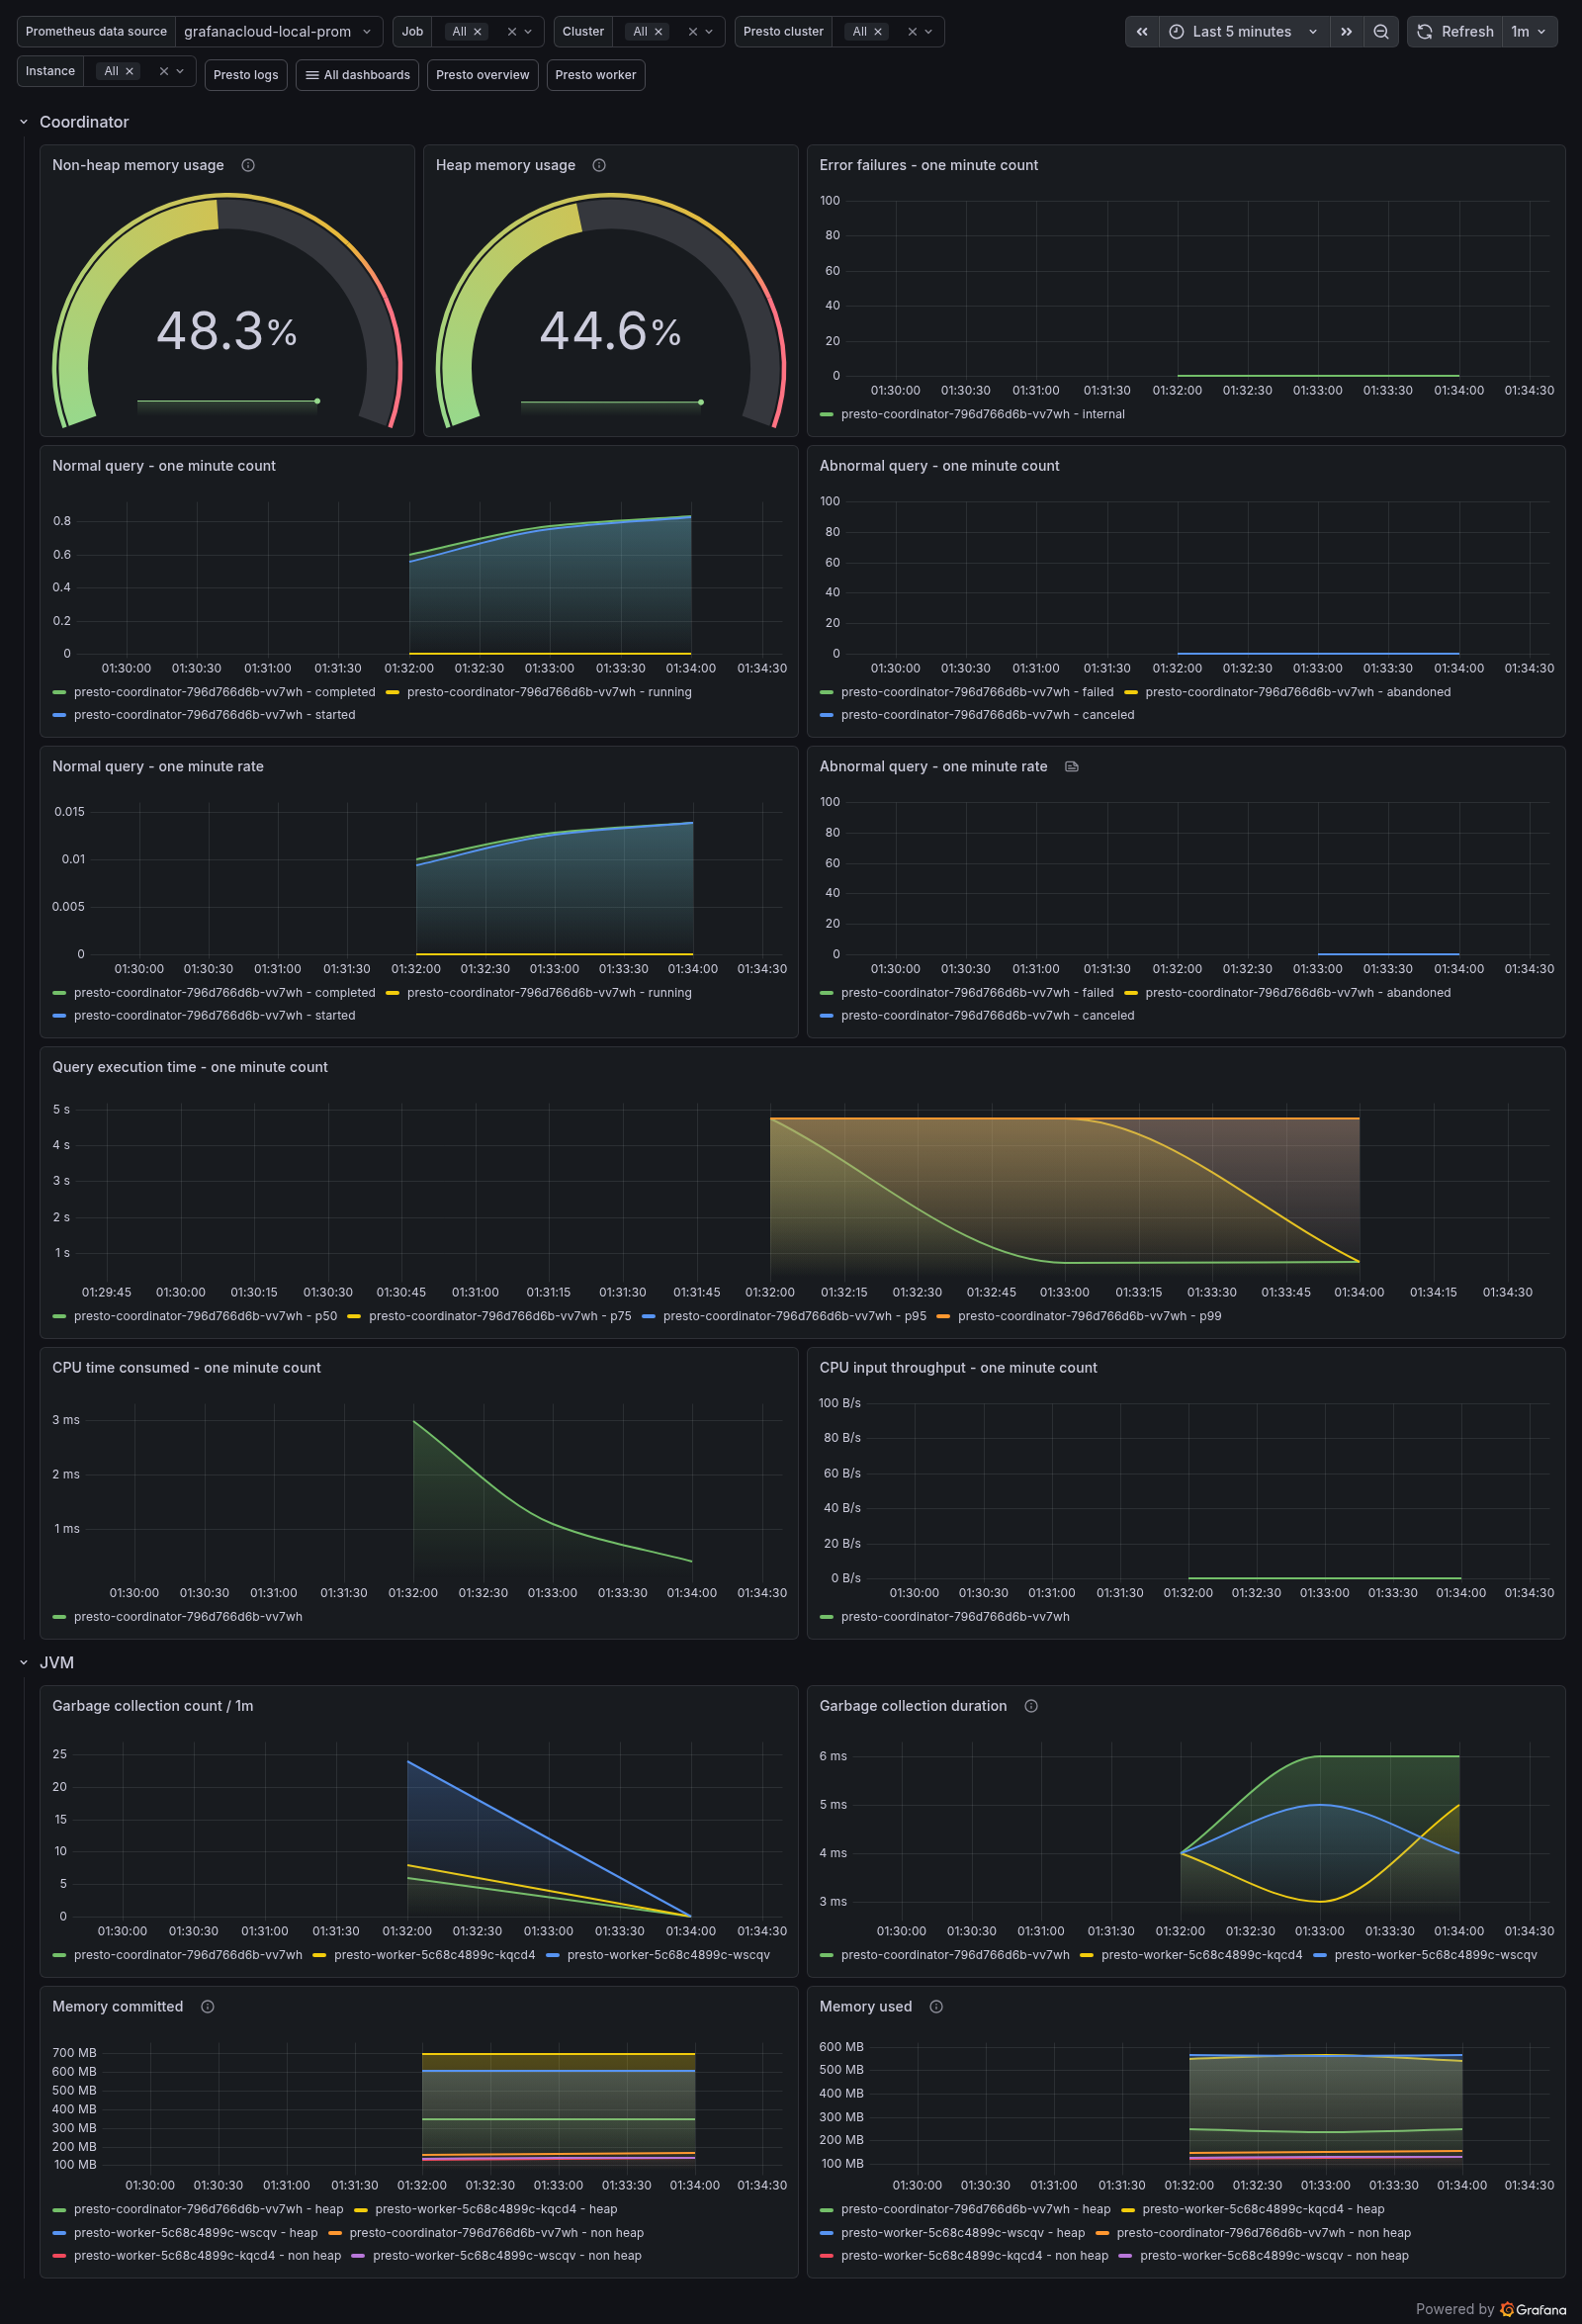 Prometheus data source grafanacloud-local-prom Job All Cluster All Presto cluster All Last 5 minutes Refresh 1m
Instance All Presto logs All dashboards Presto overview Presto worker
Coordinator
Non-heap memory usage
48.3%
Heap memory usage
44.6%
Error failures - one minute count
100
80
60
40
20
0
01:30:00 01:30:30 01:31:00 01:31:30 01:32:00 01:32:30 01:33:00 01:33:30 01:34:00 01:34:30
presto-coordinator-796d766d6b-vv7wh - internal
Normal query - one minute count
0.8
0.6
0.4
0.2
0
01:30:00 01:30:30 01:31:00 01:31:30 01:32:00 01:32:30 01:33:00 01:33:30 01:34:00 01:34:30
presto-coordinator-796d766d6b-vv7wh - completed presto-coordinator-796d766d6b-vv7wh - running
presto-coordinator-796d766d6b-vv7wh - started
Abnormal query - one minute count
100
80
60
40
20
0
01:30:00 01:30:30 01:31:00 01:31:30 01:32:00 01:32:30 01:33:00 01:33:30 01:34:00 01:34:30
presto-coordinator-796d766d6b-vv7wh - failed presto-coordinator-796d766d6b-vv7wh - abandoned
presto-coordinator-796d766d6b-vv7wh - canceled
Normal query - one minute rate
0.015
0.01
0.005
0
01:30:00 01:30:30 01:31:00 01:31:30 01:32:00 01:32:30 01:33:00 01:33:30 01:34:00 01:34:30
presto-coordinator-796d766d6b-vv7wh - completed presto-coordinator-796d766d6b-vv7wh - running
presto-coordinator-796d766d6b-vv7wh - started
Abnormal query - one minute rate
100
80
60
40
20
0
01:30:00 01:30:30 01:31:00 01:31:30 01:32:00 01:32:30 01:33:00 01:33:30 01:34:00 01:34:30
presto-coordinator-796d766d6b-vv7wh - failed presto-coordinator-796d766d6b-vv7wh - abandoned
presto-coordinator-796d766d6b-vv7wh - canceled
Query execution time - one minute count
5 s
4 s
3 s
2 s
1 s
01:29:45 01:30:00 01:30:15 01:30:30 01:30:45 01:31:00 01:31:15 01:31:30 01:31:45 01:32:00 01:32:15 01:32:30 01:32:45 01:33:00 01:33:15 01:33:30 01:33:45 01:34:00 01:34:15 01:34:30
presto-coordinator-796d766d6b-vv7wh - p50 presto-coordinator-796d766d6b-vv7wh - p75 presto-coordinator-796d766d6b-vv7wh - p95 presto-coordinator-796d766d6b-vv7wh - p99
CPU time consumed - one minute count
3 ms
2 ms
1 ms
01:30:00 01:30:30 01:31:00 01:31:30 01:32:00 01:32:30 01:33:00 01:33:30 01:34:00 01:34:30
presto-coordinator-796d766d6b-vv7wh
CPU input throughput - one minute count
100 B/s
80 B/s
60 B/s
40 B/s
20 B/s
0 B/s
01:30:00 01:30:30 01:31:00 01:31:30 01:32:00 01:32:30 01:33:00 01:33:30 01:34:00 01:34:30
presto-coordinator-796d766d6b-vv7wh
JVM
Garbage collection count / 1m
25
20
15
10
5
0
01:30:00 01:30:30 01:31:00 01:31:30 01:32:00 01:32:30 01:33:00 01:33:30 01:34:00 01:34:30
presto-coordinator-796d766d6b-vv7wh presto-worker-5c68c4899c-kqcd4 presto-worker-5c68c4899c-wscqv
Garbage collection duration
6 ms
5 ms
4 ms
3 ms
01:30:00 01:30:30 01:31:00 01:31:30 01:32:00 01:32:30 01:33:00 01:33:30 01:34:00 01:34:30
presto-coordinator-796d766d6b-vv7wh presto-worker-5c68c4899c-kqcd4 presto-worker-5c68c4899c-wscqv
Memory committed
700 MB
600 MB
500 MB
400 MB
300 MB
200 MB
100 MB
01:30:00 01:30:30 01:31:00 01:31:30 01:32:00 01:32:30 01:33:00 01:33:30 01:34:00 01:34:30
presto-coordinator-796d766d6b-vv7wh - heap presto-worker-5c68c4899c-kqcd4 - heap
presto-worker-5c68c4899c-wscqv - heap presto-coordinator-796d766d6b-vv7wh - non heap
presto-worker-5c68c4899c-kqcd4 - non heap presto-worker-5c68c4899c-wscqv - non heap
Memory used
600 MB
500 MB
400 MB
300 MB
200 MB
100 MB
01:30:00 01:30:30 01:31:00 01:31:30 01:32:00 01:32:30 01:33:00 01:33:30 01:34:00 01:34:30
presto-coordinator-796d766d6b-vv7wh - heap presto-worker-5c68c4899c-kqcd4 - heap
presto-worker-5c68c4899c-wscqv - heap presto-coordinator-796d766d6b-vv7wh - non heap
presto-worker-5c68c4899c-kqcd4 - non heap presto-worker-5c68c4899c-wscqv - non heap
Powered by Grafana